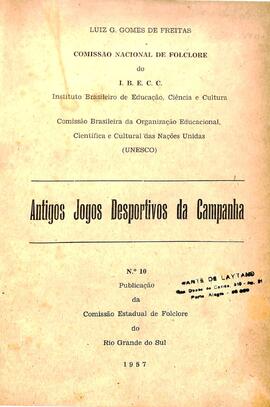 LUIZ G. GOMES DE FREITAS
COMISSÃO NACIONAL DE FOLCLORE
do
I. B. E. C. C.
Instituto Brasileiro de Educação, Ciência e Cultura
Comissão Brasileira da Organização Educacional,
Científica e Cultural das Nações Unidas
(UNESCO)
Antigos Jogos Desportivos da Campanha
N.º 10
Publicação
da
Comissão Estadual de Folclore
do
Rio Grande do Sul
1957
DANTE DE LAYTANO
Porto Alegre